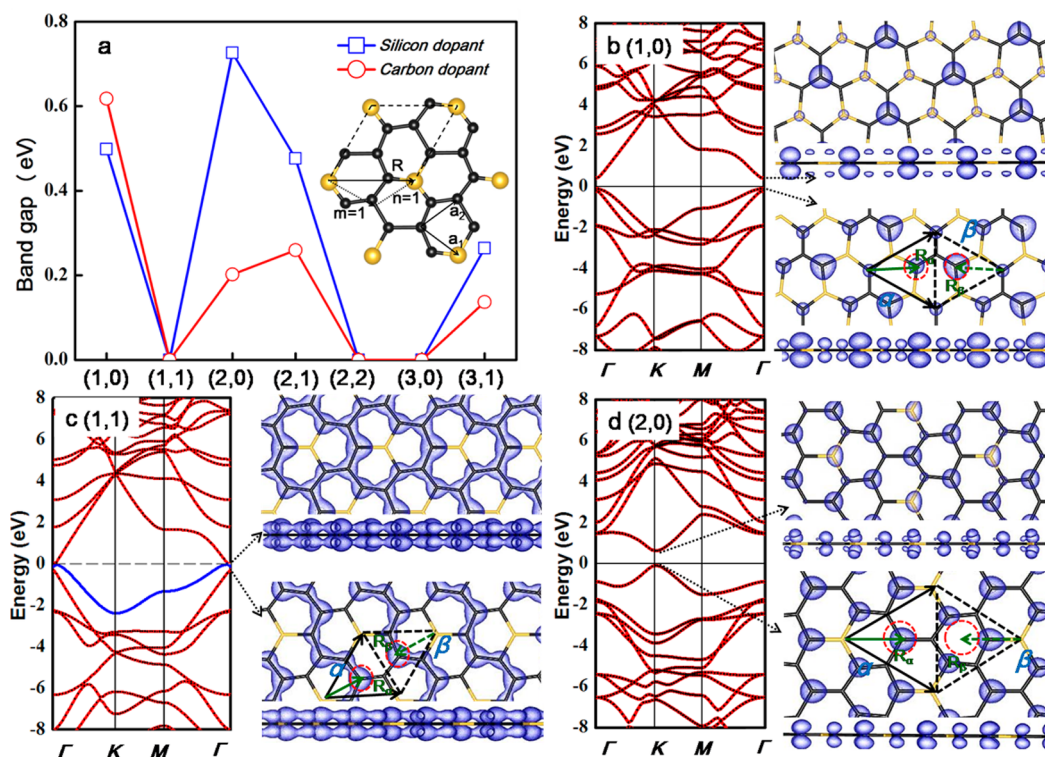 a
Silicon dopant
Carbon dopant
Band gap (eV)
0.8
0.6
0.4
0.2
0.0
(1,0) (1,1) (2,0) (2,1) (2,2) (3,0) (3,1)
R
m=1
n=1
a2
a1
b (1,0)
Energy (eV)
8
6
4
2
0
-2
-4
-6
-8
Γ K M Γ
β
Rα
Rβ
α
c (1,1)
Energy (eV)
8
6
4
2
0
-2
-4
-6
-8
Γ K M Γ
Rβ
β
α
Rα
d (2,0)
Energy (eV)
8
6
4
2
0
-2
-4
-6
-8
Γ K M Γ
Rα
Rβ
α
β